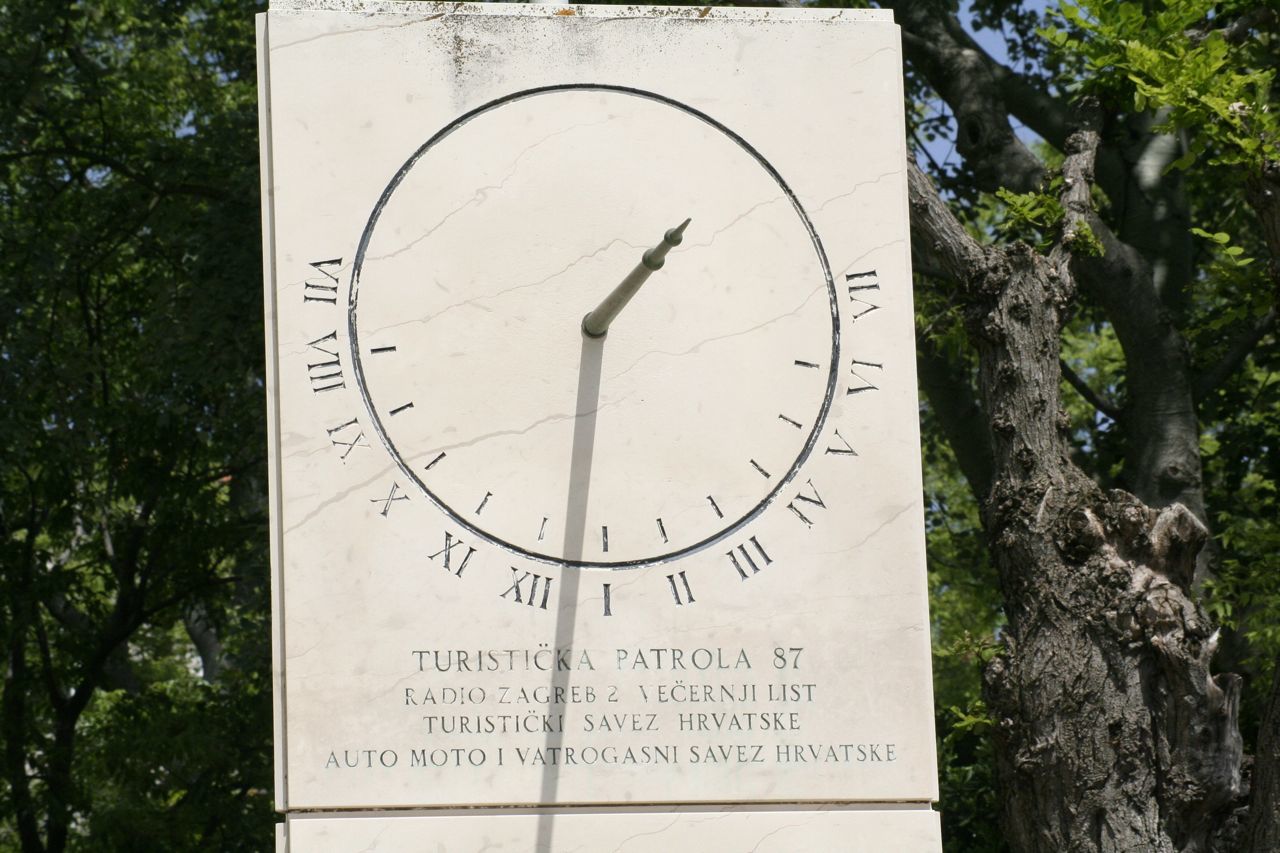 VII
VIII
IX
X
XI
XII
I
II
III
IV
V
VI
VII
TURISTIČKA PATROLA 87
RADIO ZAGREB 2 VEČERNJI LIST
TURISTIČKI SAVEZ HRVATSKE
AUTO MOTO I VATROGASNI SAVEZ HRVATSKE